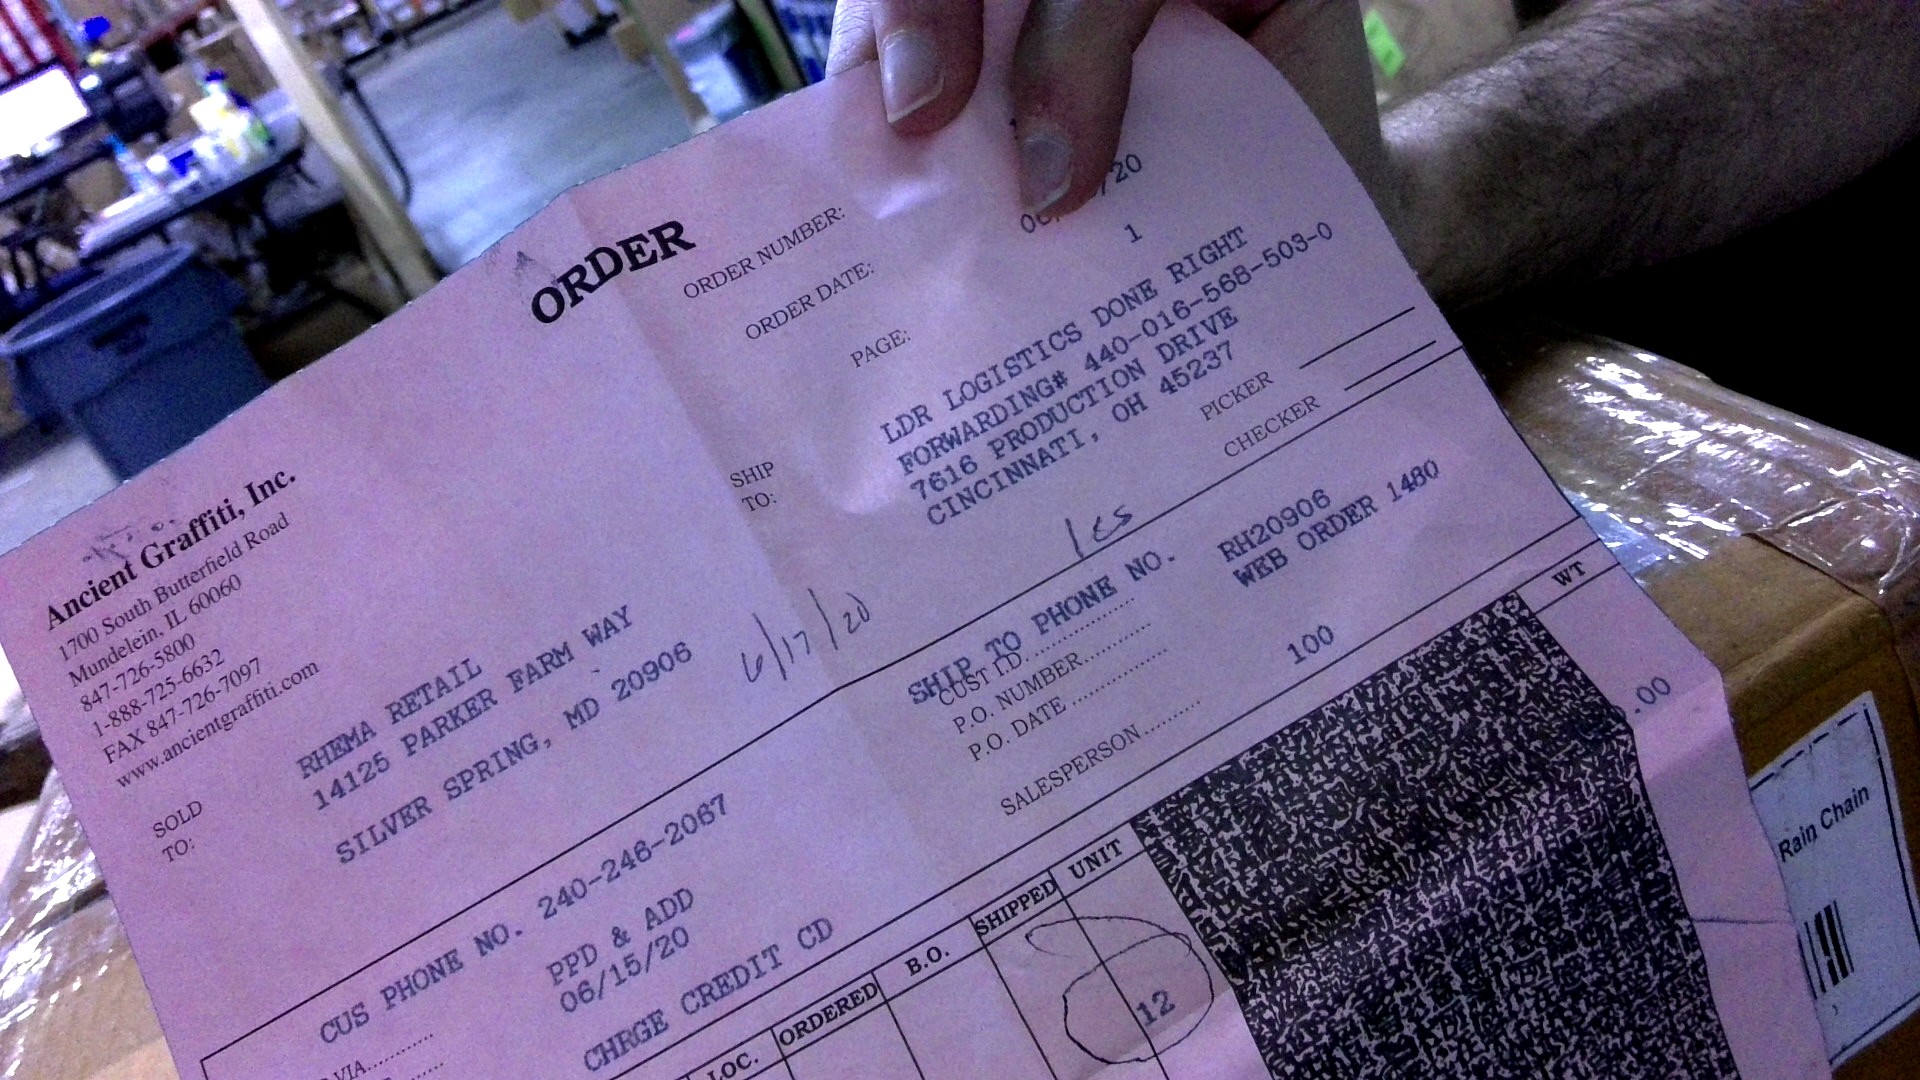 ORDER
ORDER NUMBER:
ORDER DATE:
PAGE: 1
Ancient Graffiti, Inc.
1700 South Butterfield Road
Mundelein, IL 60060
847-726-5800
1-888-725-6632
FAX 847-726-7097
www.ancientgraffiti.com
SHIP TO:
LDR LOGISTICS DONE RIGHT
FORWARDING# 440-016-568-503-0
7616 PRODUCTION DRIVE
CINCINNATI, OH 45237
PICKER
CHECKER
SOLD TO:
RHEMA RETAIL
14125 PARKER FARM WAY
SILVER SPRING, MD 20906
6/17/20
SHIP TO PHONE NO.
CUST I.D. RH20906
P.O. NUMBER WEB ORDER 1480
P.O. DATE
SALESPERSON 100
CUS PHONE NO. 240-246-2067
VIA PPD & ADD
06/15/20
CHRGE CREDIT CD
LOC. ORDERED B.O. SHIPPED UNIT WT
12 .00
Rain Chain